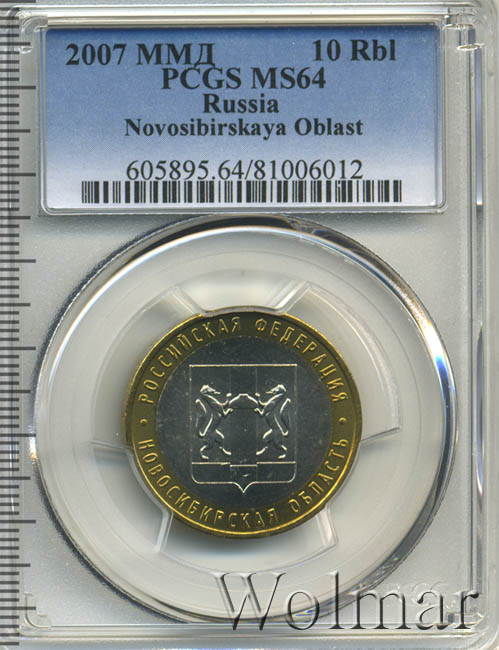 2007 ММД 10 Rbl
PCGS MS64
Russia
Novosibirskaya Oblast
605895.64/81006012
РОССИЙСКАЯ ФЕДЕРАЦИЯ
НОВОСИБИРСКАЯ ОБЛАСТЬ
Wolmar